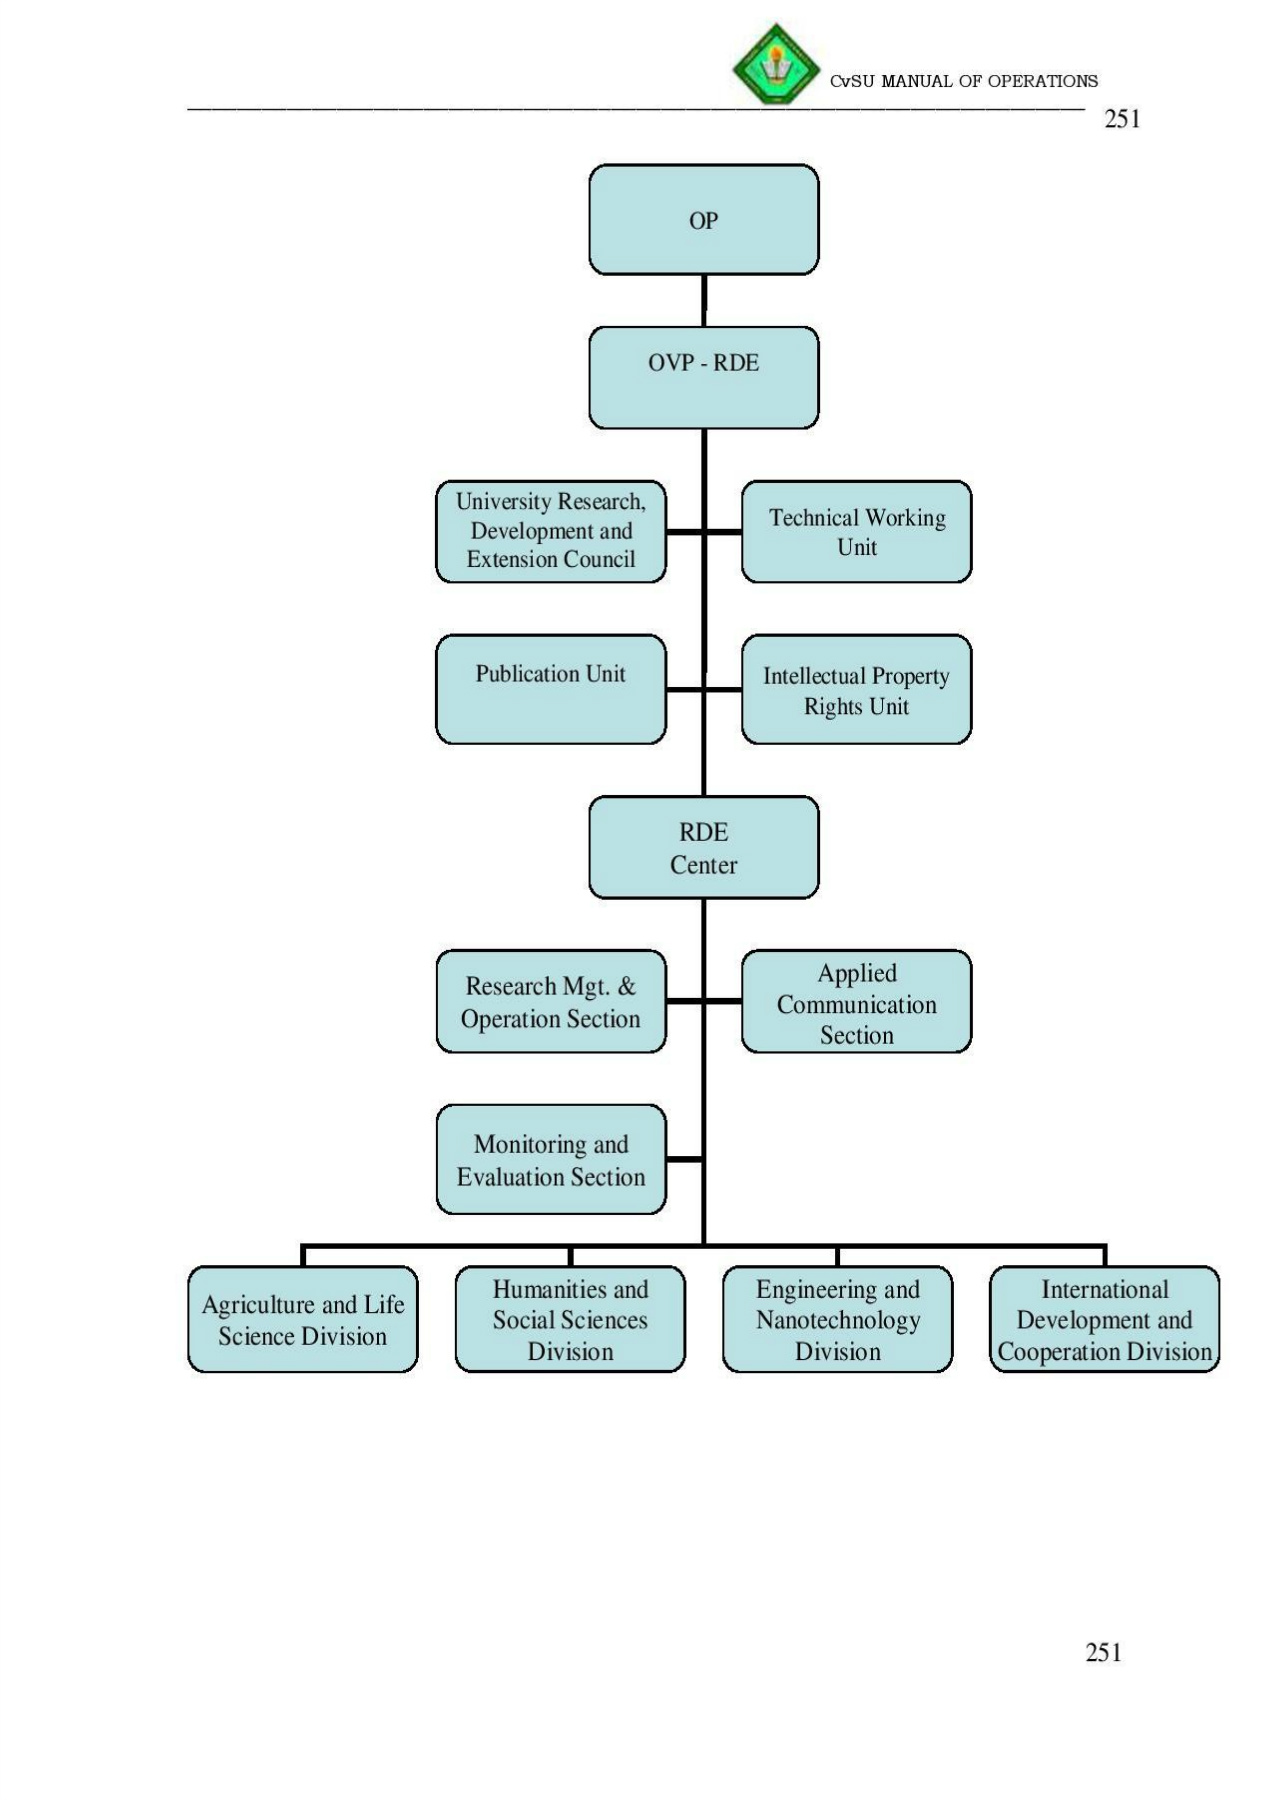 CvSU MANUAL OF OPERATIONS
251
OP
OVP - RDE
University Research,
Development and
Extension Council
Technical Working
Unit
Publication Unit
Intellectual Property
Rights Unit
RDE
Center
Research Mgt. &
Operation Section
Applied
Communication
Section
Monitoring and
Evaluation Section
Agriculture and Life
Science Division
Humanities and
Social Sciences
Division
Engineering and
Nanotechnology
Division
International
Development and
Cooperation Division
251